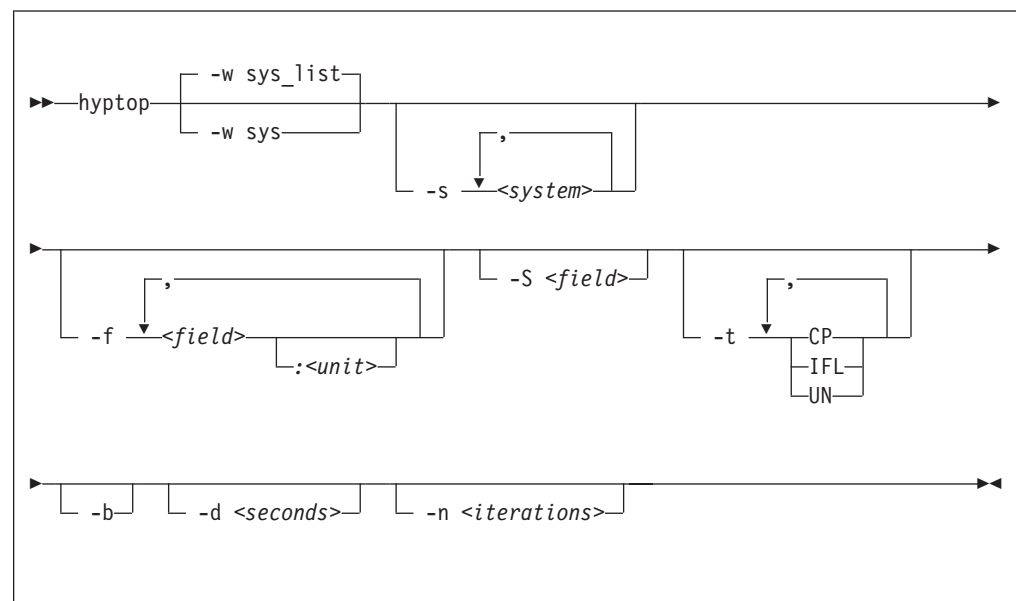 -w sys_list
hyptop
-w sys
,
-s <system>
, ,
-f <field> -S <field> -t CP
:<unit> IFL
UN
-b -d <seconds> -n <iterations>